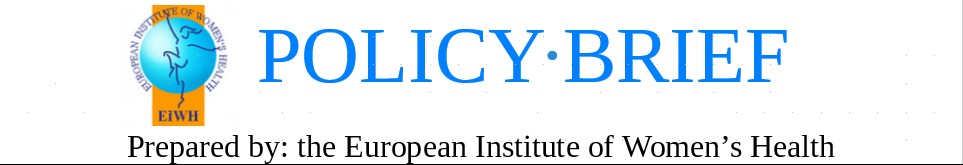 EUROPEAN INSTITUTE OF WOMEN'S HEALTH
EIWH
POLICY·BRIEF
Prepared by: the European Institute of Women’s Health